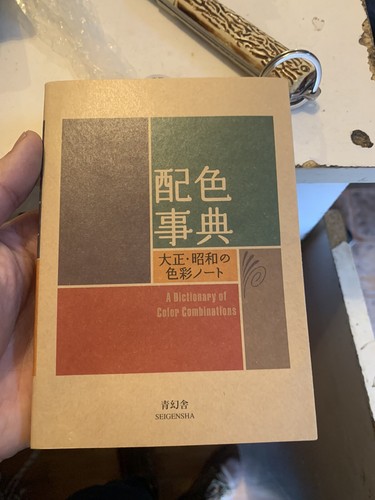 配色
事典
大正・昭和の
色彩ノート
A Dictionary of
Color Combinations
青幻舎
SEIGENSHA